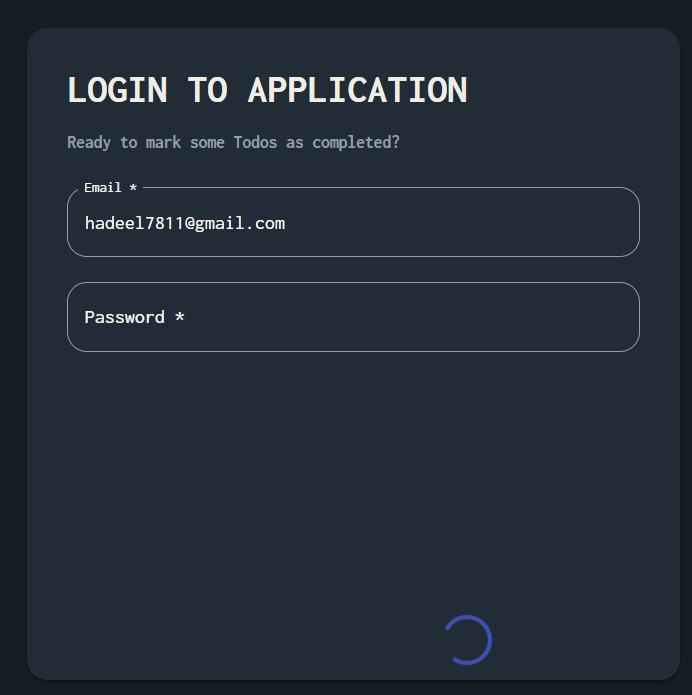 LOGIN TO APPLICATION
Ready to mark some Todos as completed?
Email *
hadeel7811@gmail.com
Password *